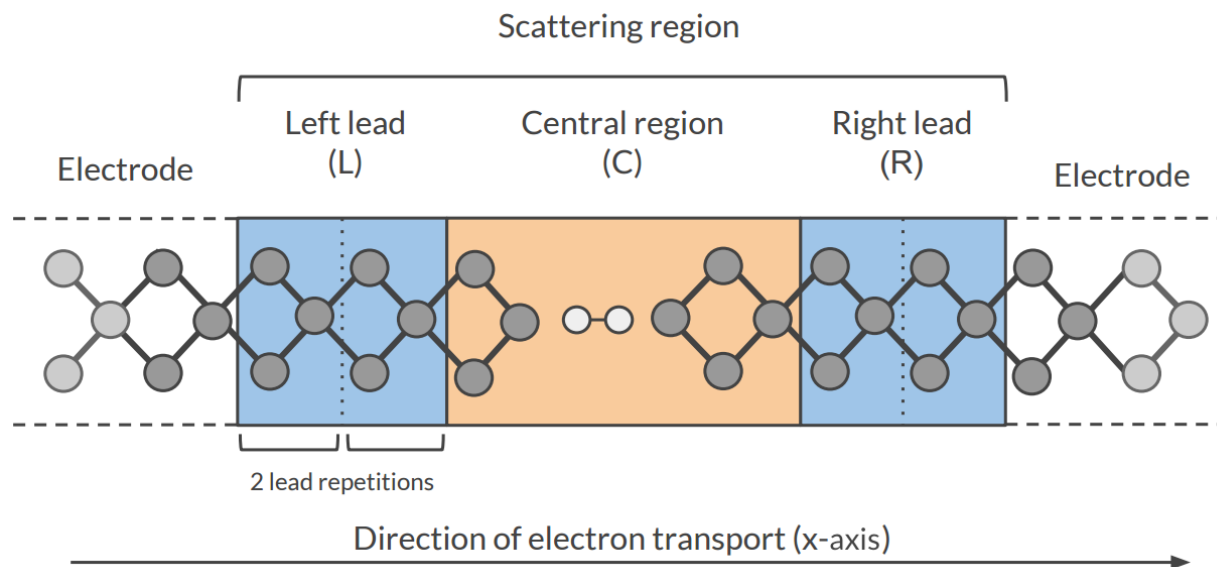 Scattering region
Left lead
(L)
Central region
(C)
Right lead
(R)
Electrode
Electrode
2 lead repetitions
Direction of electron transport (x-axis)